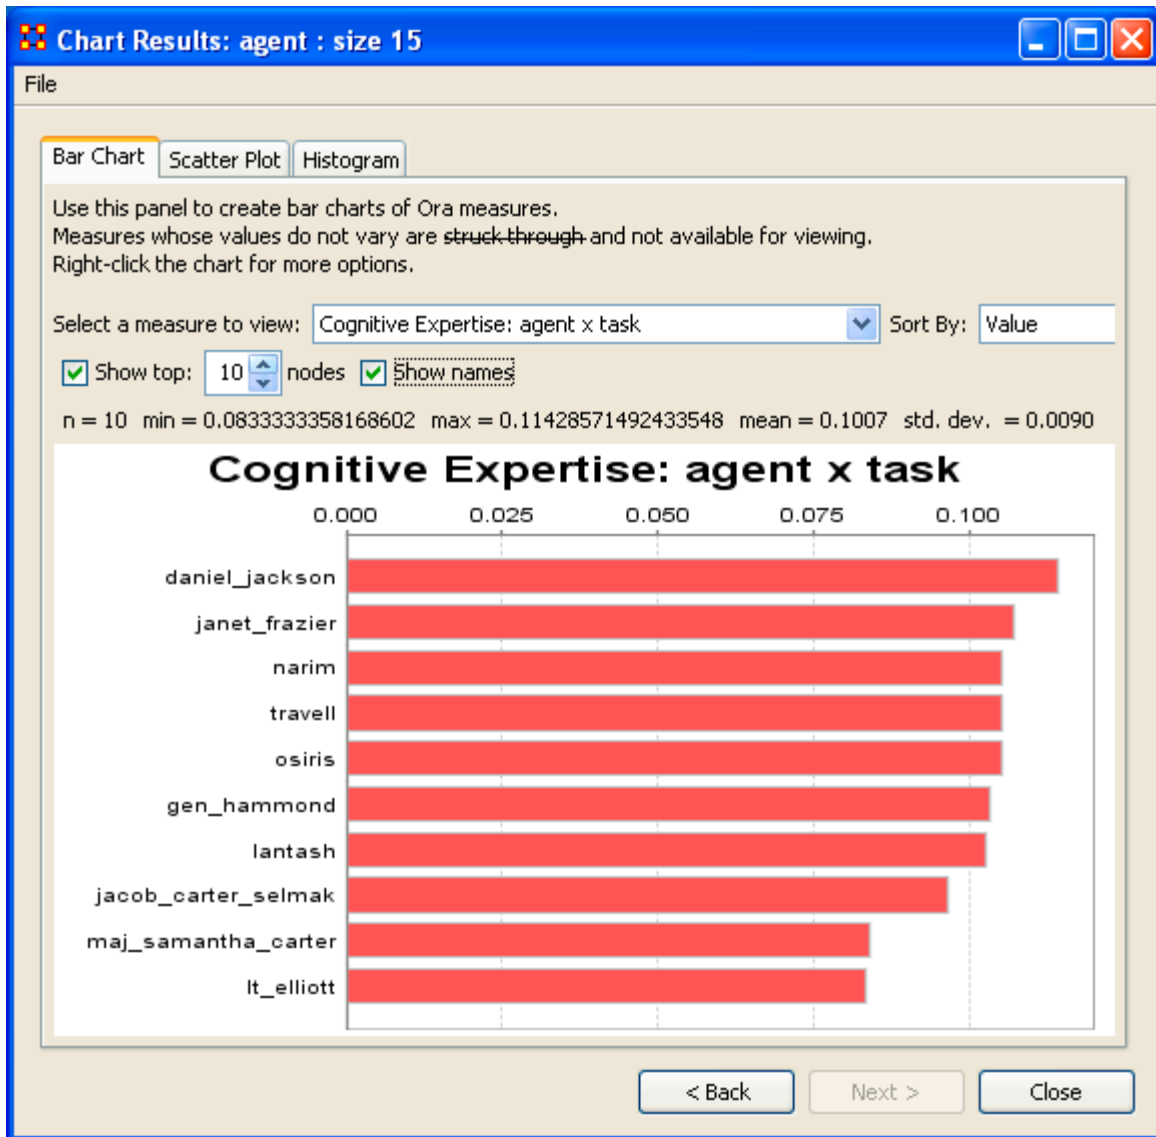 Chart Results: agent : size 15
File
Bar Chart Scatter Plot Histogram
Use this panel to create bar charts of Ora measures.
Measures whose values do not vary are struck through and not available for viewing.
Right-click the chart for more options.
Select a measure to view: Cognitive Expertise: agent x task Sort By: Value
Show top: 10 nodes Show names
n = 10 min = 0.0833333358168602 max = 0.11428571492433548 mean = 0.1007 std. dev. = 0.0090
Cognitive Expertise: agent x task
0.000 0.025 0.050 0.075 0.100
daniel_jackson
janet_frazier
narim
travell
osiris
gen_hammond
lantash
jacob_carter_selmak
maj_samantha_carter
lt_elliott
< Back Next > Close